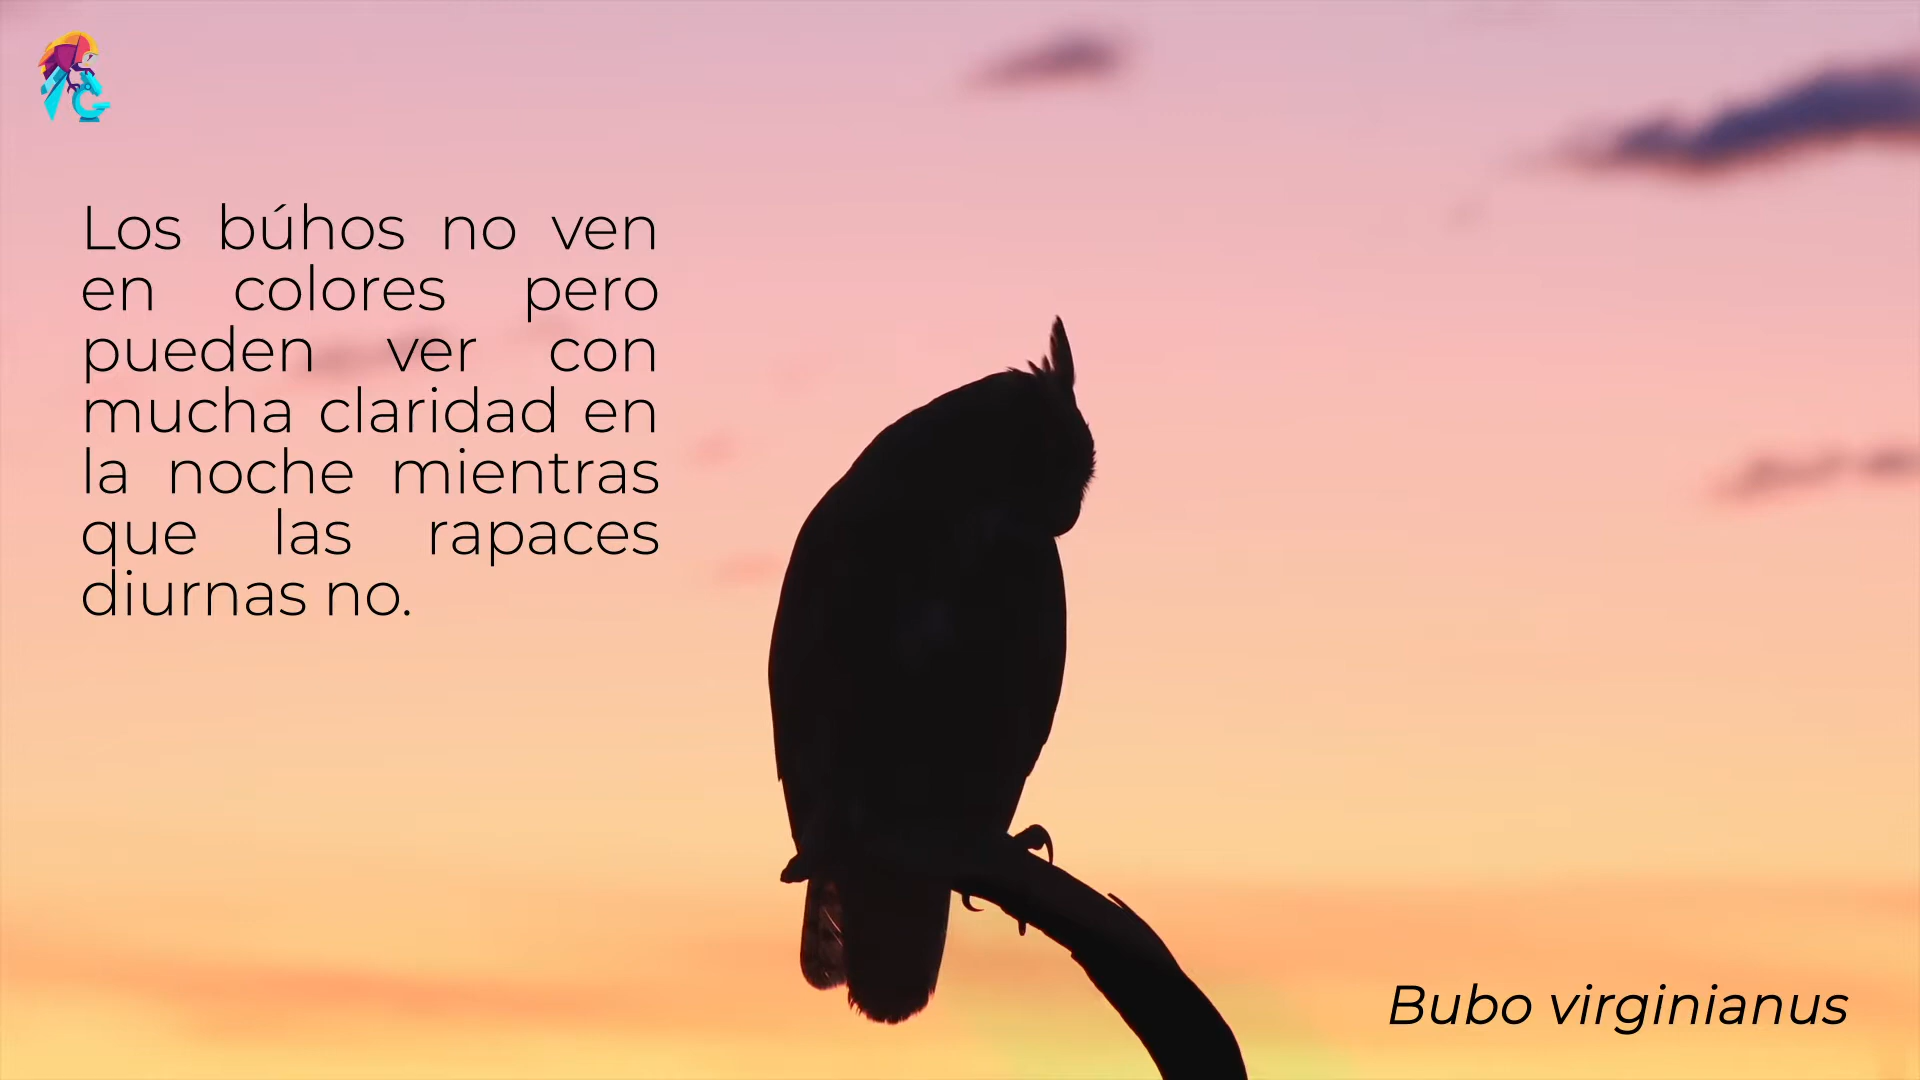 Los búhos no ven
en colores pero
pueden ver con
mucha claridad en
la noche mientras
que las rapaces
diurnas no.
Bubo virginianus